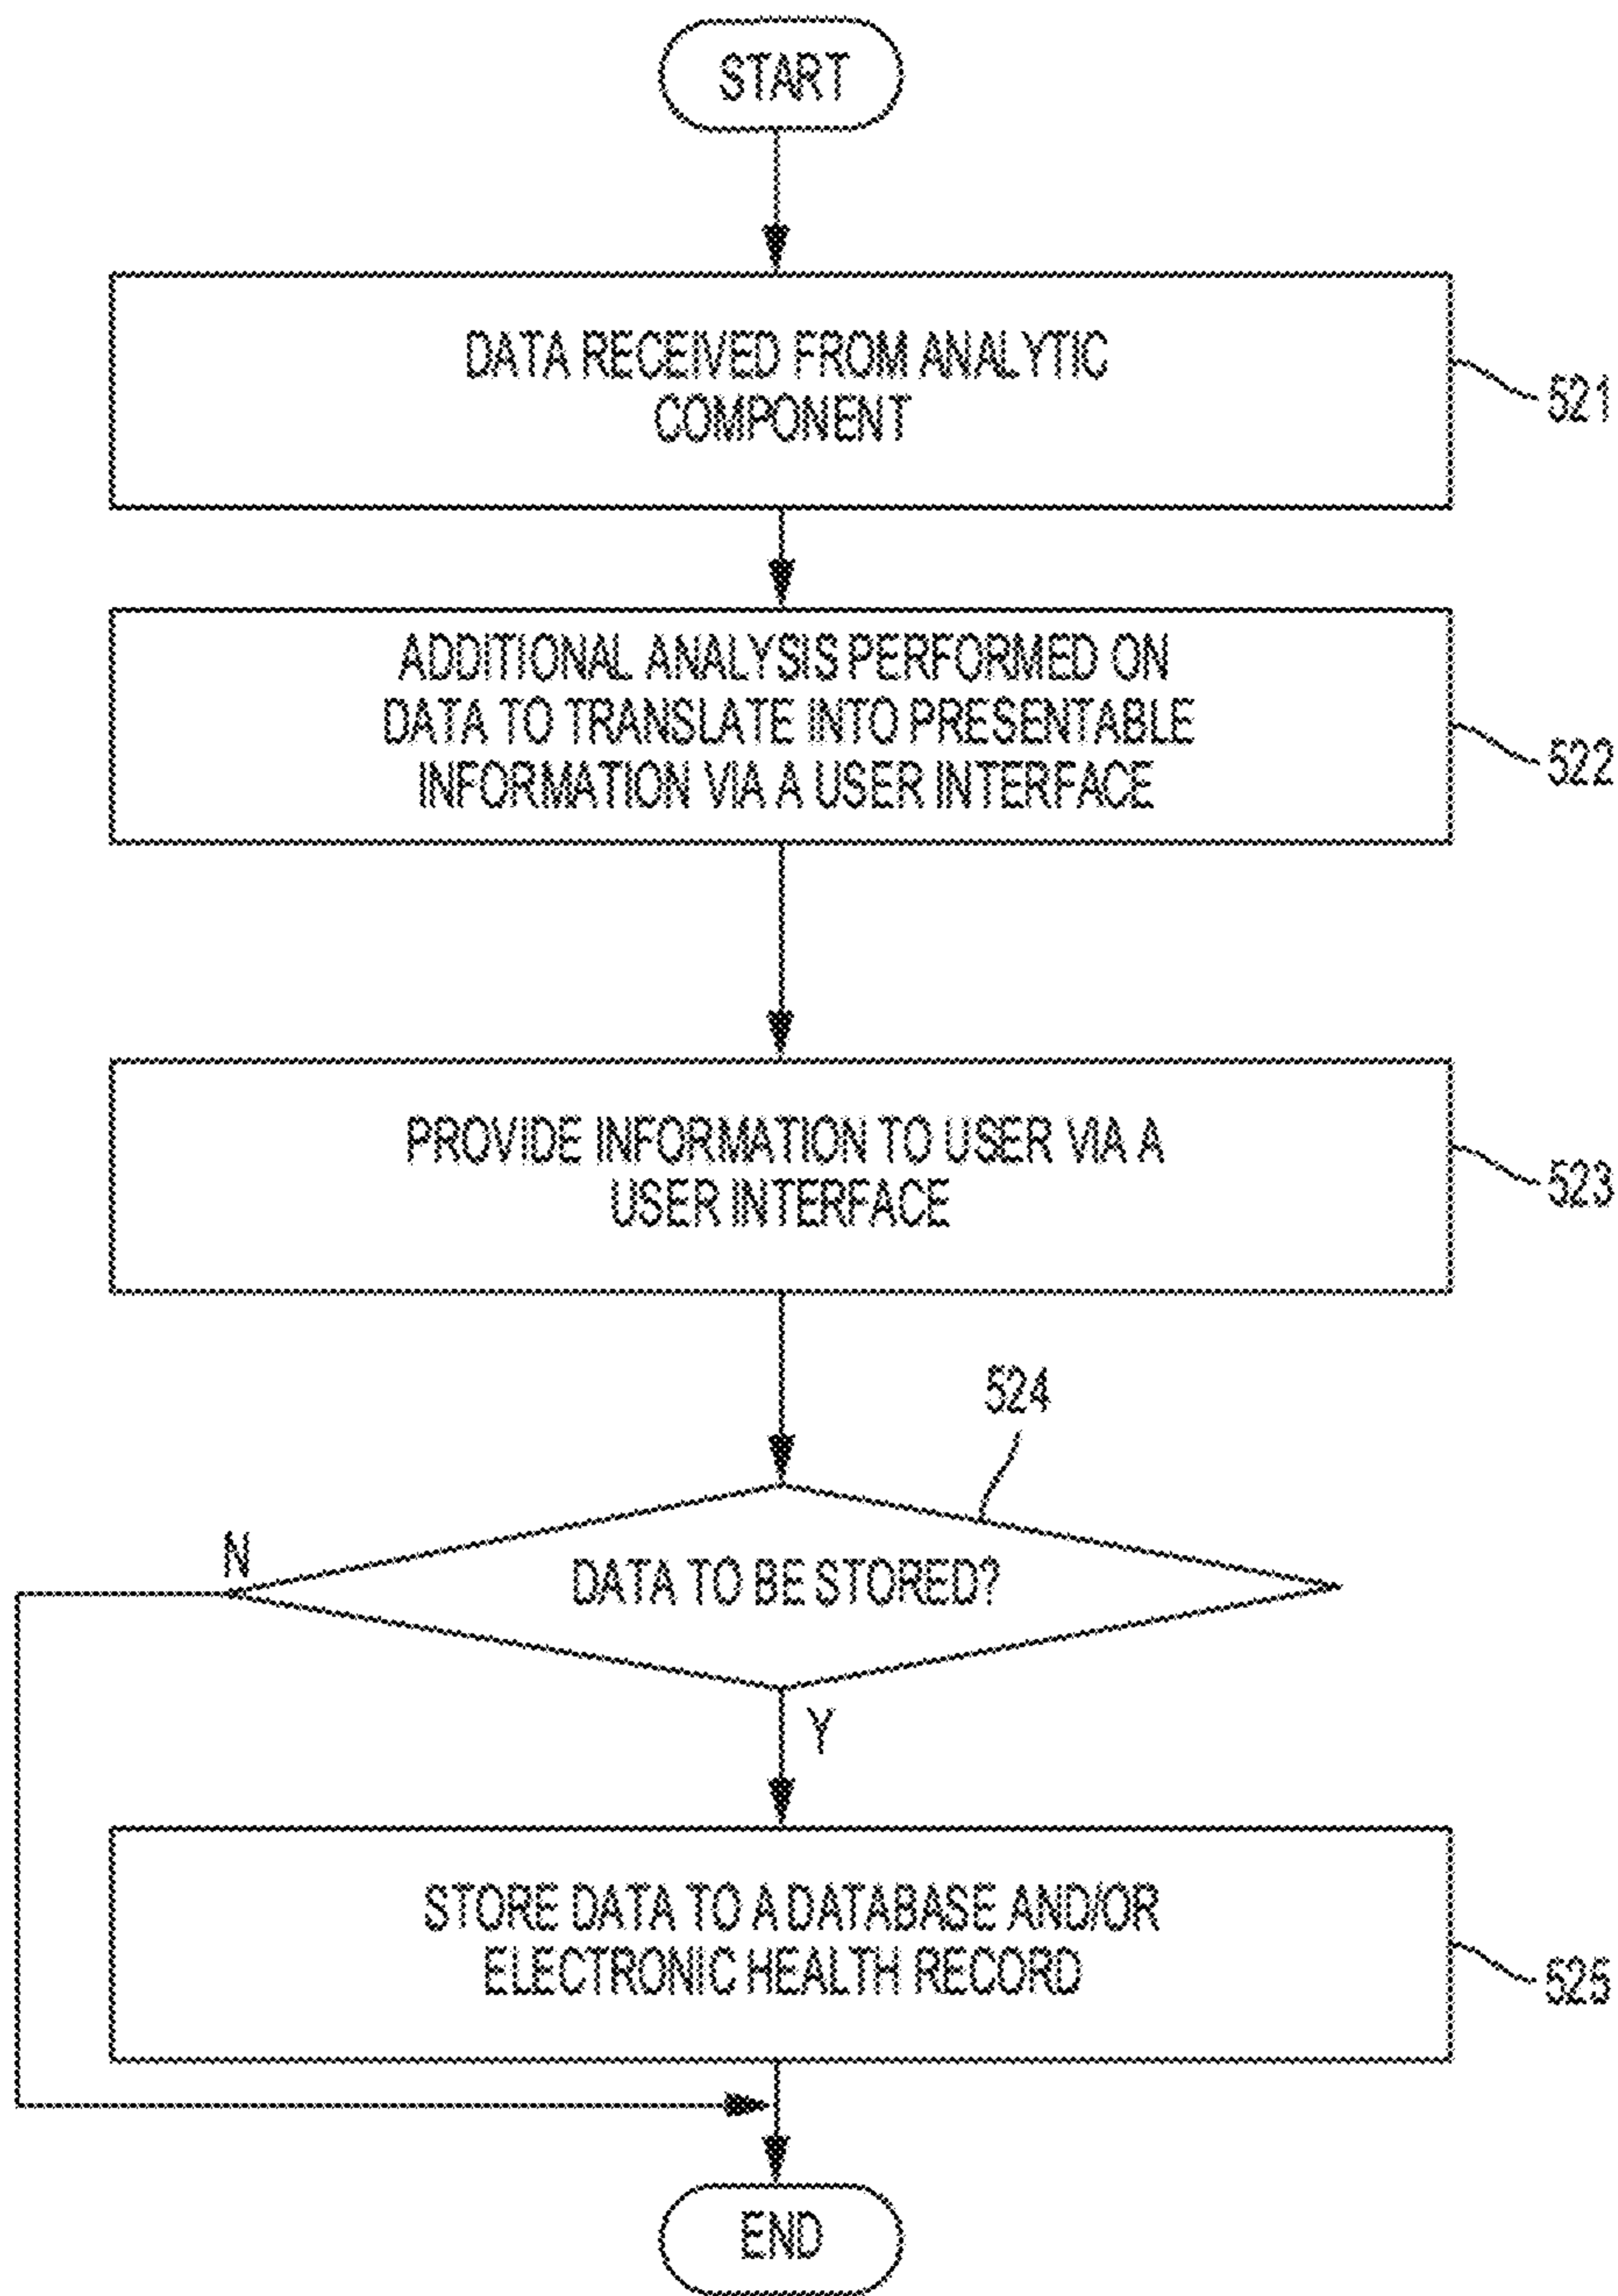 START
DATA RECEIVED FROM ANALYTIC
COMPONENT
521
ADDITIONAL ANALYSIS PERFORMED ON
DATA TO TRANSLATE INTO PRESENTABLE
INFORMATION VIA A USER INTERFACE
522
PROVIDE INFORMATION TO USER VIA A
USER INTERFACE
523
524
N
DATA TO BE STORED?
Y
STORE DATA TO A DATABASE AND/OR
ELECTRONIC HEALTH RECORD
525
END